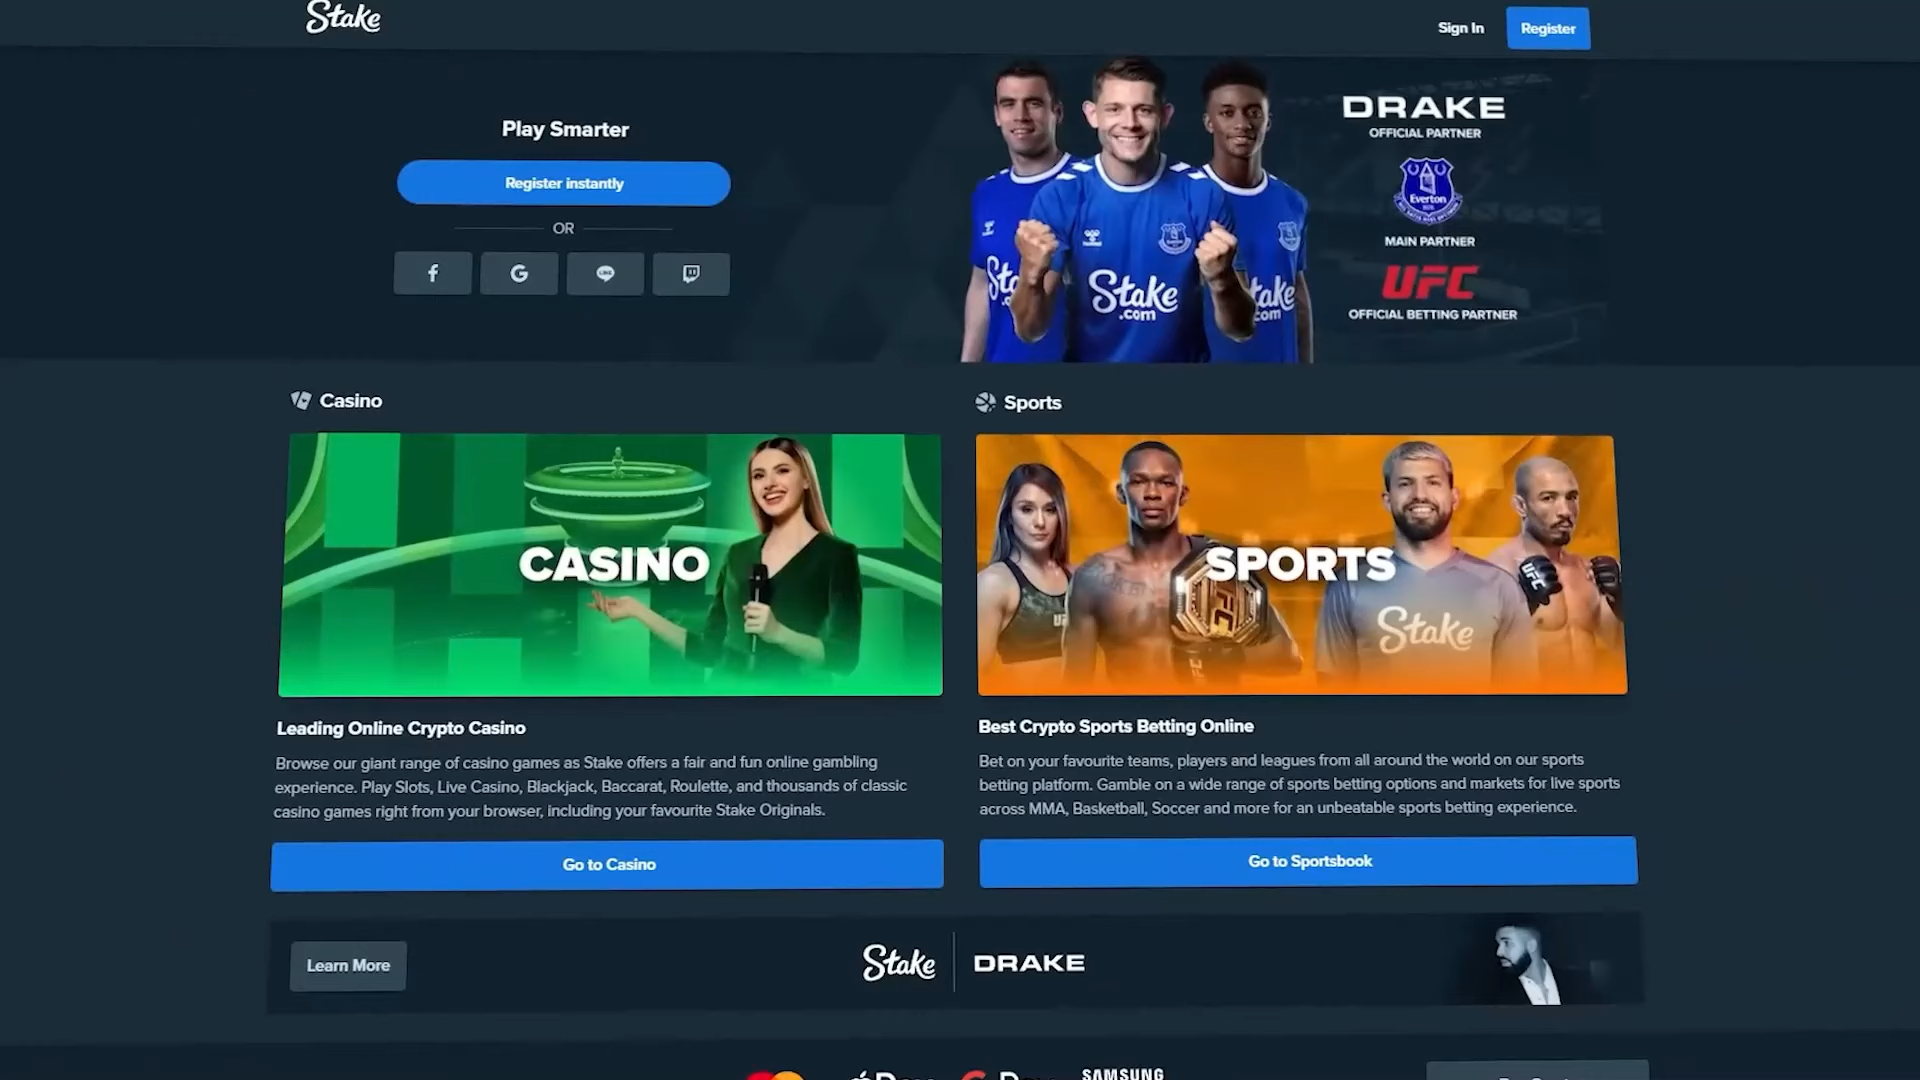 Stake
Sign In
Register
Play Smarter
Register instantly
OR
DRAKE
OFFICIAL PARTNER
Everton
MAIN PARTNER
UFC
OFFICIAL BETTING PARTNER
Stake
.com
Casino
Sports
CASINO
SPORTS
UFC
Stake
Leading Online Crypto Casino
Browse our giant range of casino games as Stake offers a fair and fun online gambling
experience. Play Slots, Live Casino, Blackjack, Baccarat, Roulette, and thousands of classic
casino games right from your browser, including your favourite Stake Originals.
Best Crypto Sports Betting Online
Bet on your favourite teams, players and leagues from all around the world on our sports
betting platform. Gamble on a wide range of sports betting options and markets for live sports
across MMA, Basketball, Soccer and more for an unbeatable sports betting experience.
Go to Casino
Go to Sportsbook
Learn More
Stake
DRAKE
SAMSUNG